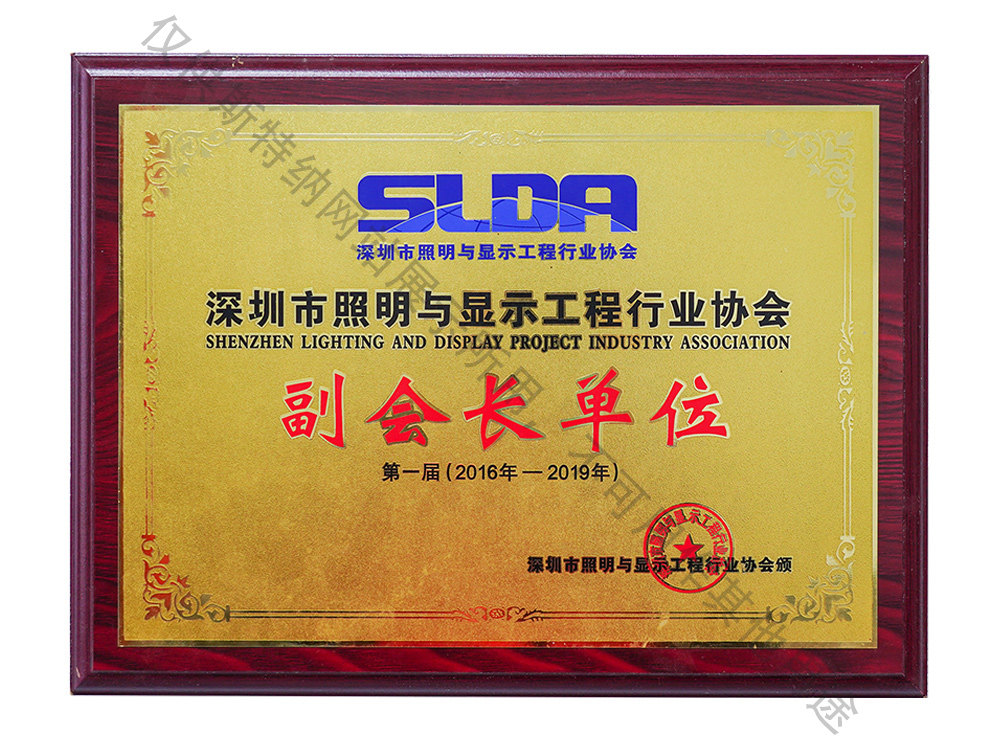 SLDA
深圳市照明与显示工程行业协会
深圳市照明与显示工程行业协会
SHENZHEN LIGHTING AND DISPLAY PROJECT INDUSTRY ASSOCIATION
副会长单位
第一届(2016年—2019年)
深圳市照明与显示工程行业协会颁